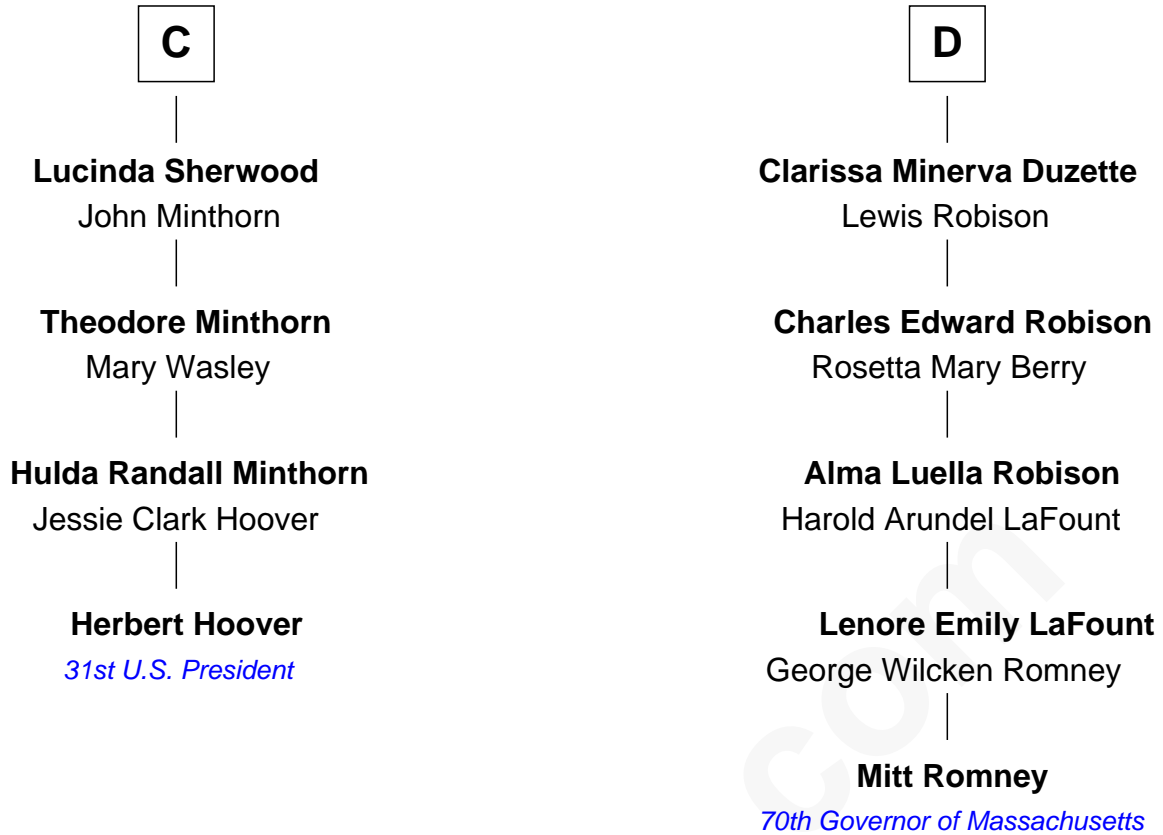 C
Lucinda Sherwood
John Minthorn
Theodore Minthorn
Mary Wasley
Hulda Randall Minthorn
Jessie Clark Hoover
Herbert Hoover
31st U.S. President
D
Clarissa Minerva Duzette
Lewis Robison
Charles Edward Robison
Rosetta Mary Berry
Alma Luella Robison
Harold Arundel LaFount
Lenore Emily LaFount
George Wilcken Romney
Mitt Romney
70th Governor of Massachusetts
com